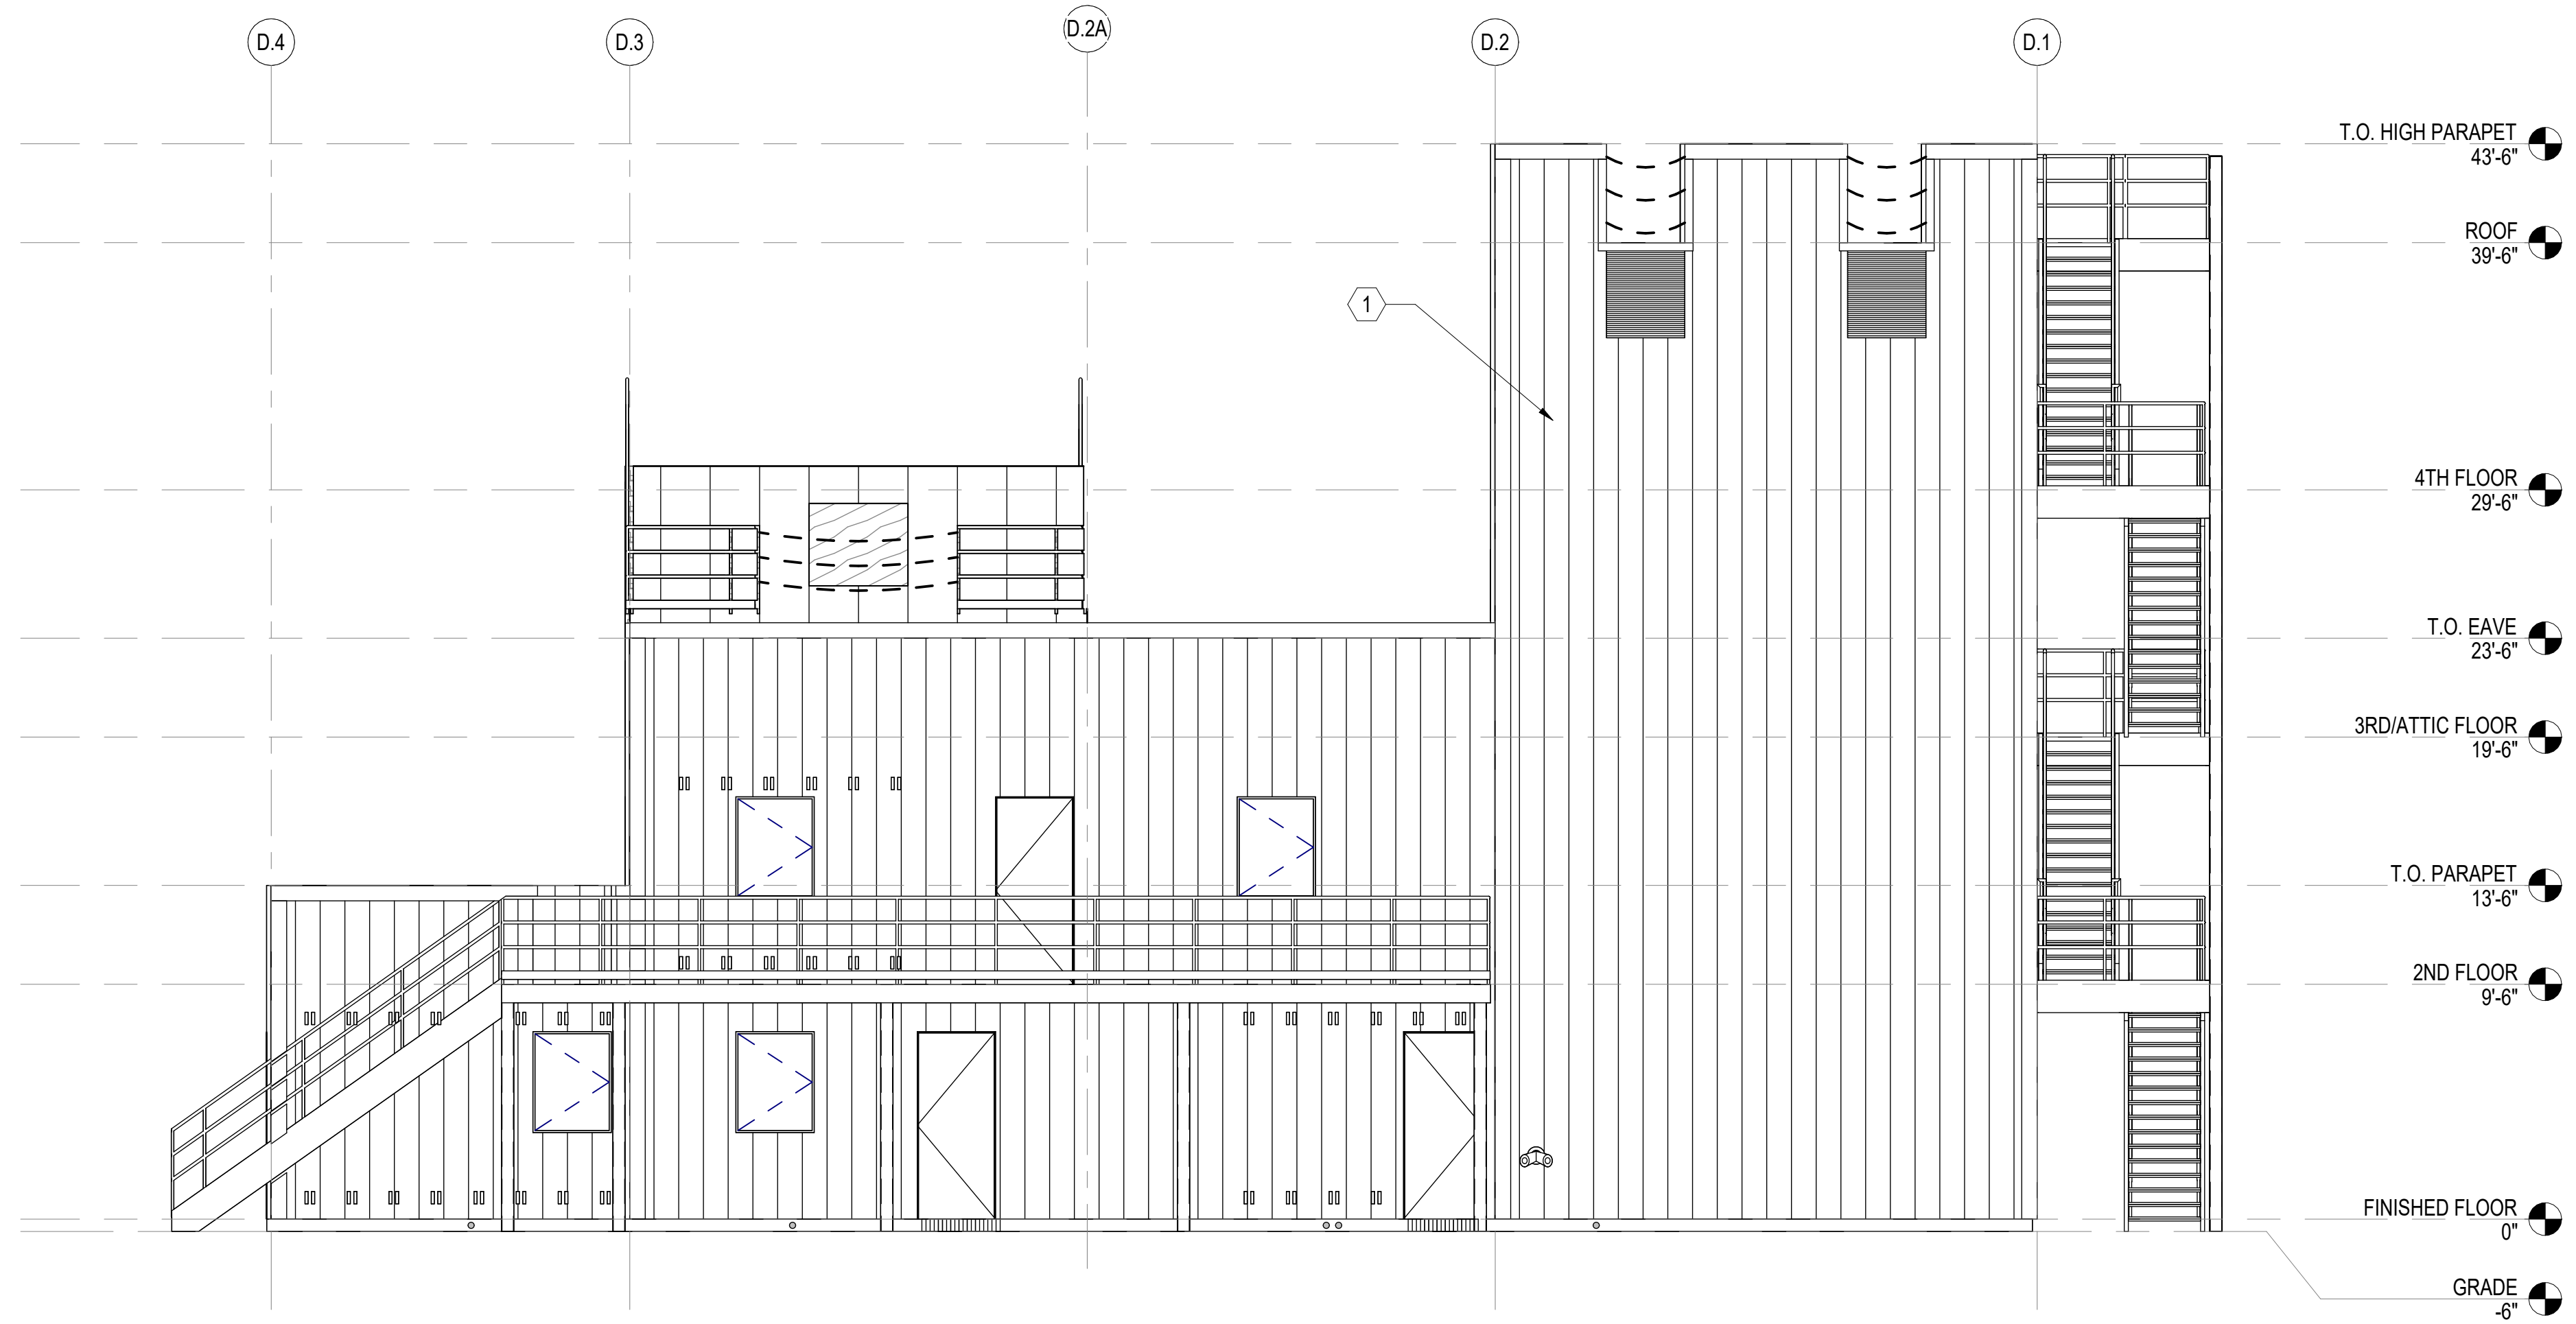 D.4
D.3
D.2A
D.2
D.1
T.O. HIGH PARAPET
43'-6"
ROOF
39'-6"
1
4TH FLOOR
29'-6"
T.O. EAVE
23'-6"
3RD/ATTIC FLOOR
19'-6"
T.O. PARAPET
13'-6"
2ND FLOOR
9'-6"
FINISHED FLOOR
0"
GRADE
-6"